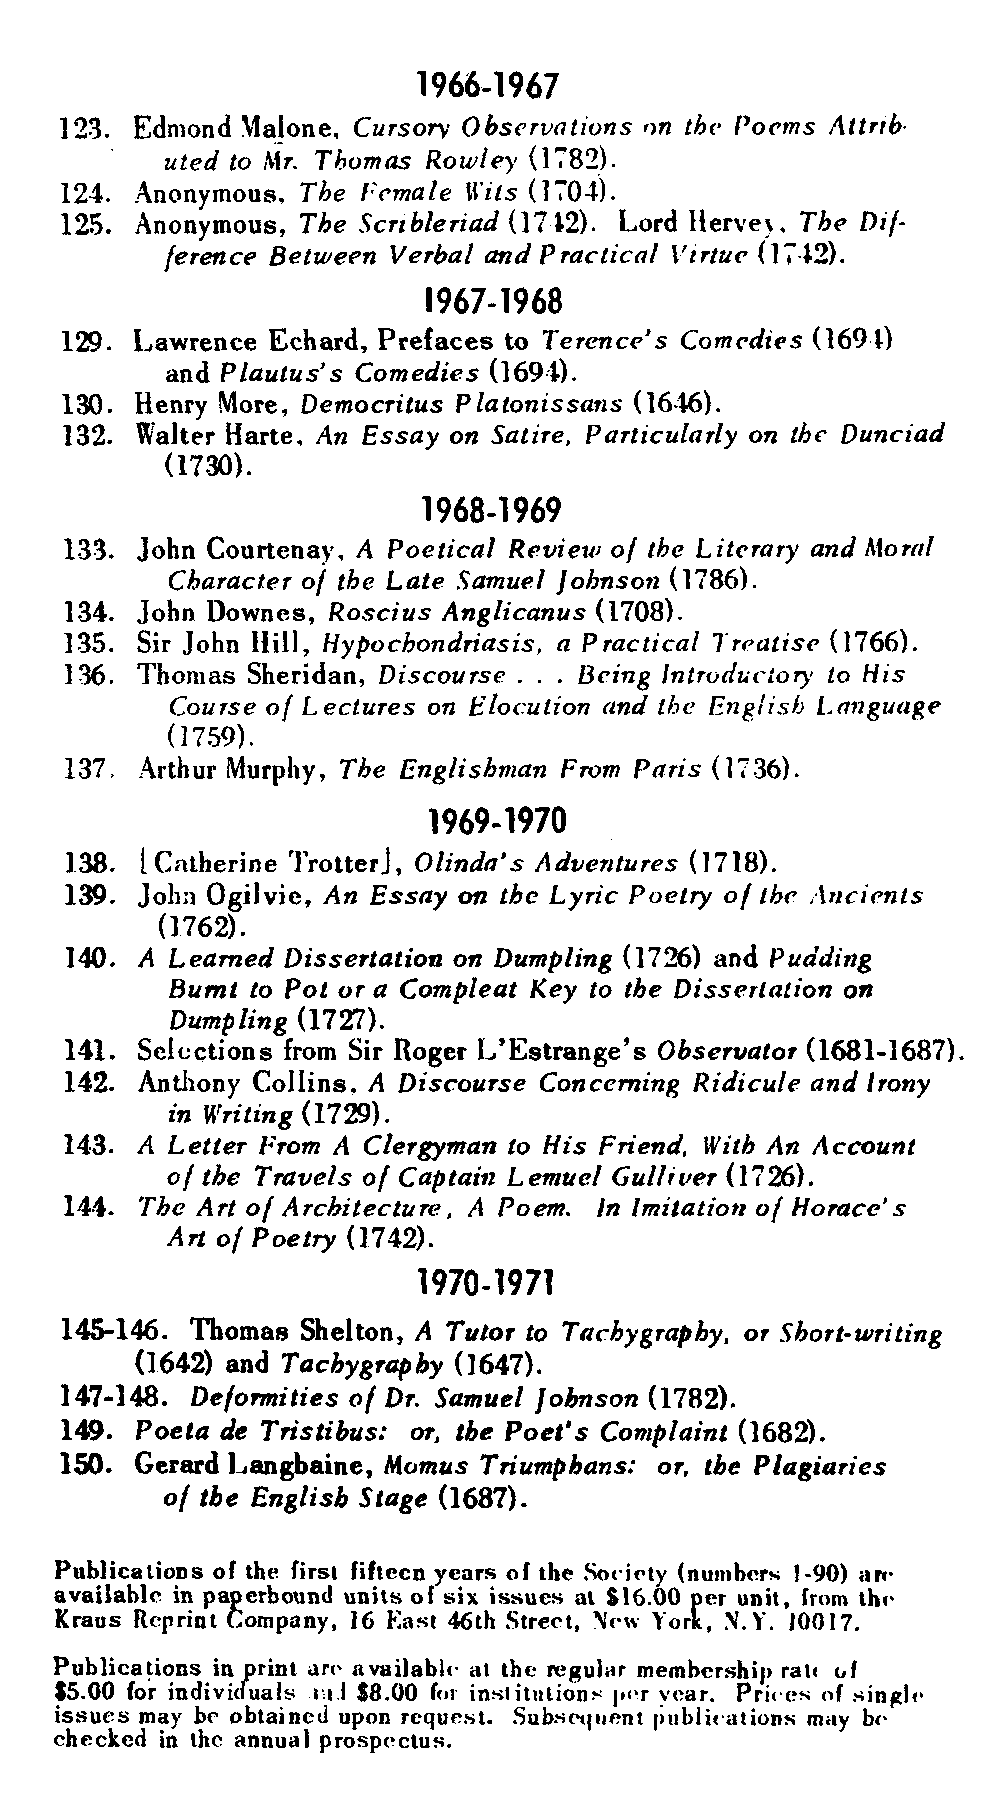 1966-1967
123. Edmond Malone, Cursory Observations on the Poems Attrib-
uted to Mr. Thomas Rowley (1782).
124. Anonymous, The Female Wits (1704).
125. Anonymous, The Scribleriad (1742). Lord Hervey, The Dif-
ference Between Verbal and Practical Virtue (1742).
1967-1968
129. Lawrence Echard, Prefaces to Terence's Comedies (1694)
and Plautus's Comedies (1694).
130. Henry More, Democritus Platonissans (1646).
132. Walter Harte, An Essay on Satire, Particularly on the Dunciad
(1730).
1968-1969
133. John Courtenay, A Poetical Review of the Literary and Moral
Character of the Late Samuel Johnson (1786).
134. John Downes, Roscius Anglicanus (1708).
135. Sir John Hill, Hypochondriasis, a Practical Treatise (1766).
136. Thomas Sheridan, Discourse . . . Being Introductory to His
Course of Lectures on Elocution and the English Language
(1759).
137. Arthur Murphy, The Englishman From Paris (1736).
1969-1970
138. [Catherine Trotter], Olinda's Adventures (1718).
139. John Ogilvie, An Essay on the Lyric Poetry of the Ancients
(1762).
140. A Learned Dissertation on Dumpling (1726) and Pudding
Burnt to Pot or a Compleat Key to the Dissertation on
Dumpling (1727).
141. Selections from Sir Roger L'Estrange's Observator (1681-1687).
142. Anthony Collins, A Discourse Concerning Ridicule and Irony
in Writing (1729).
143. A Letter From A Clergyman to His Friend, With An Account
of the Travels of Captain Lemuel Gulliver (1726).
144. The Art of Architecture, A Poem. In Imitation of Horace's
Art of Poetry (1742).
1970-1971
145-146. Thomas Shelton, A Tutor to Tachygraphy, or Short-writing
(1642) and Tachygraphy (1647).
147-148. Deformities of Dr. Samuel Johnson (1782).
149. Poeta de Tristibus: or, the Poet's Complaint (1682).
150. Gerard Langbaine, Momus Triumphans: or, the Plagiaries
of the English Stage (1687).
Publications of the first fifteen years of the Society (numbers 1-90) are
available in paperbound units of six issues at $16.00 per unit, from the
Kraus Reprint Company, 16 East 46th Street, New York, N.Y. 10017.
Publications in print are available at the regular membership rate of
$5.00 for individuals and $8.00 for institutions per year. Prices of single
issues may be obtained upon request. Subsequent publications may be
checked in the annual prospectus.